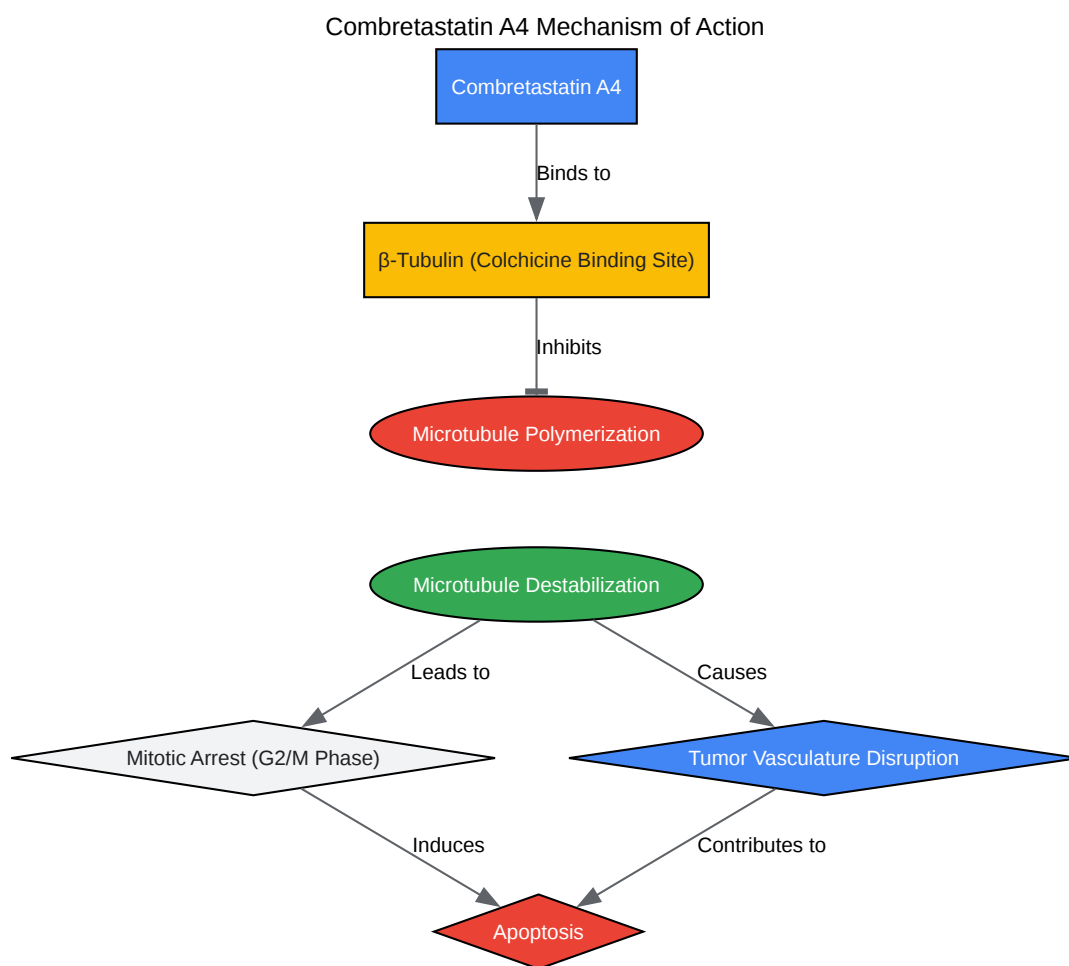 Combretastatin A4 Mechanism of Action
Combretastatin A4
Binds to
β-Tubulin (Colchicine Binding Site)
Inhibits
Microtubule Polymerization
Microtubule Destabilization
Leads to
Causes
Mitotic Arrest (G2/M Phase)
Tumor Vasculature Disruption
Induces
Contributes to
Apoptosis